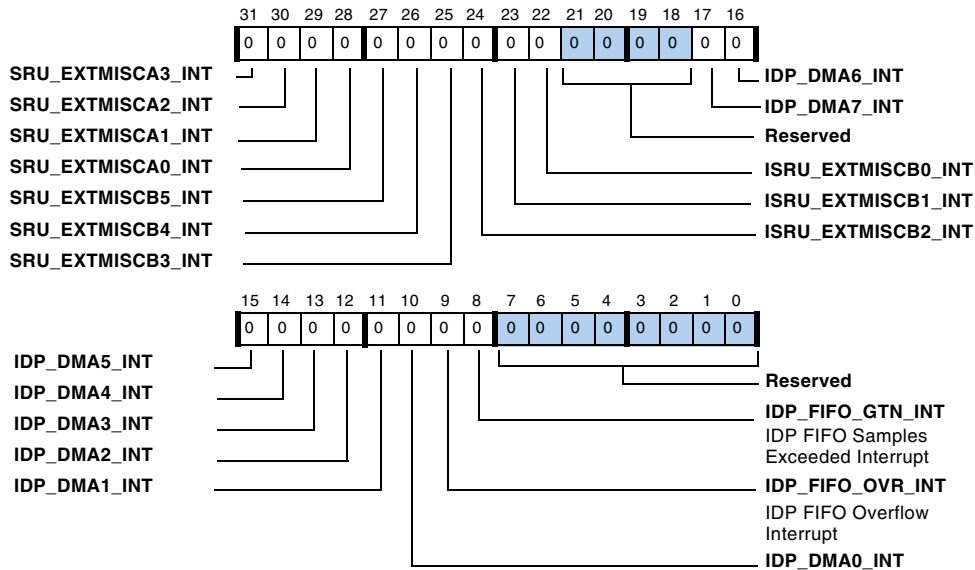 31 30 29 28 27 26 25 24 23 22 21 20 19 18 17 16
0 0 0 0 0 0 0 0 0 0 0 0 0 0 0 0
SRU_EXTMISCA3_INT
SRU_EXTMISCA2_INT
SRU_EXTMISCA1_INT
SRU_EXTMISCA0_INT
SRU_EXTMISCB5_INT
SRU_EXTMISCB4_INT
SRU_EXTMISCB3_INT
IDP_DMA6_INT
IDP_DMA7_INT
Reserved
ISRU_EXTMISCB0_INT
ISRU_EXTMISCB1_INT
ISRU_EXTMISCB2_INT
15 14 13 12 11 10 9 8 7 6 5 4 3 2 1 0
0 0 0 0 0 0 0 0 0 0 0 0 0 0 0 0
IDP_DMA5_INT
IDP_DMA4_INT
IDP_DMA3_INT
IDP_DMA2_INT
IDP_DMA1_INT
Reserved
IDP_FIFO_GTN_INT
IDP FIFO Samples
Exceeded Interrupt
IDP_FIFO_OVR_INT
IDP FIFO Overflow
Interrupt
IDP_DMA0_INT